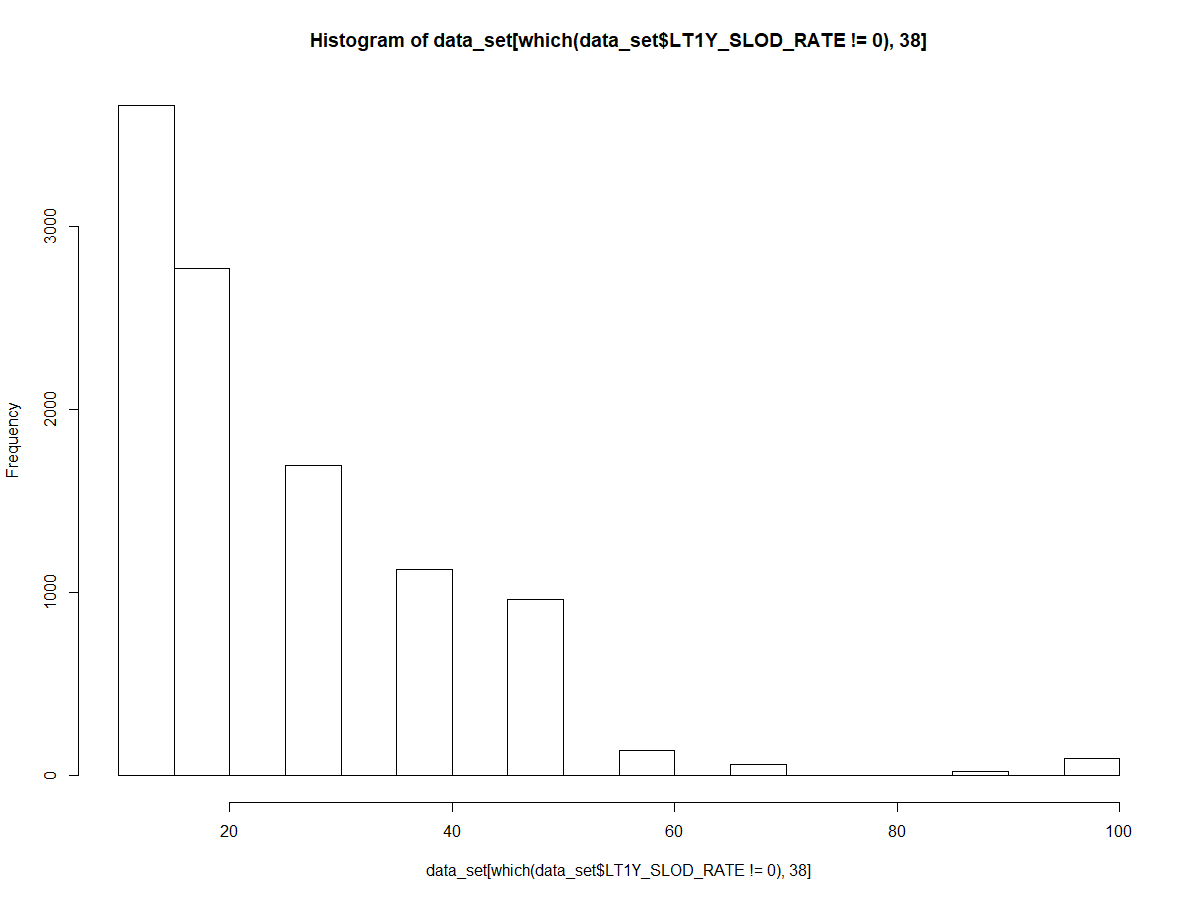 Histogram of data_set[which(data_set$LT1Y_SLOD_RATE != 0), 38]
Frequency
3000
2000
1000
0
20 40 60 80 100
data_set[which(data_set$LT1Y_SLOD_RATE != 0), 38]